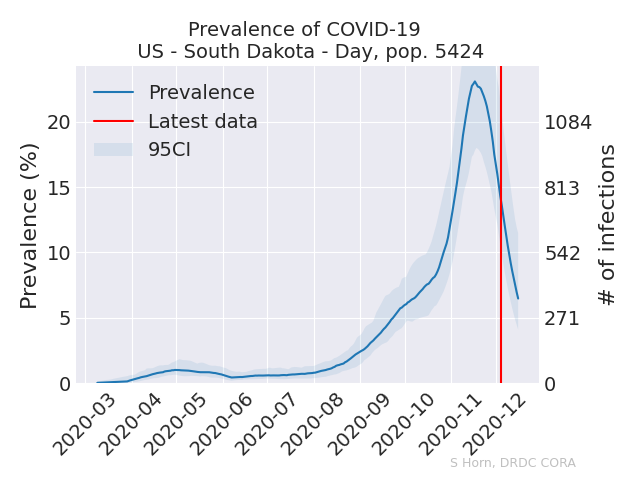 Prevalence of COVID-19
US - South Dakota - Day, pop. 5424
Prevalence
Latest data
95CI
Prevalence (%)
20
15
10
5
0
1084
813
542
271
0
# of infections
2020-03
2020-04
2020-05
2020-06
2020-07
2020-08
2020-09
2020-10
2020-11
2020-12
S Horn, DRDC CORA